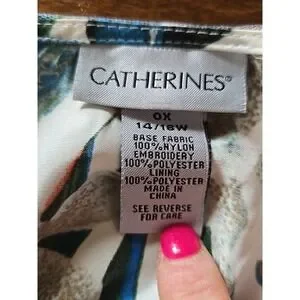 CATHERINES®
0X
14/16W
BASE FABRIC
100%NYLON
EMBROIDERY
100%POLYESTER
LINING
100%POLYESTER
MADE IN
CHINA
SEE REVERSE
FOR CARE